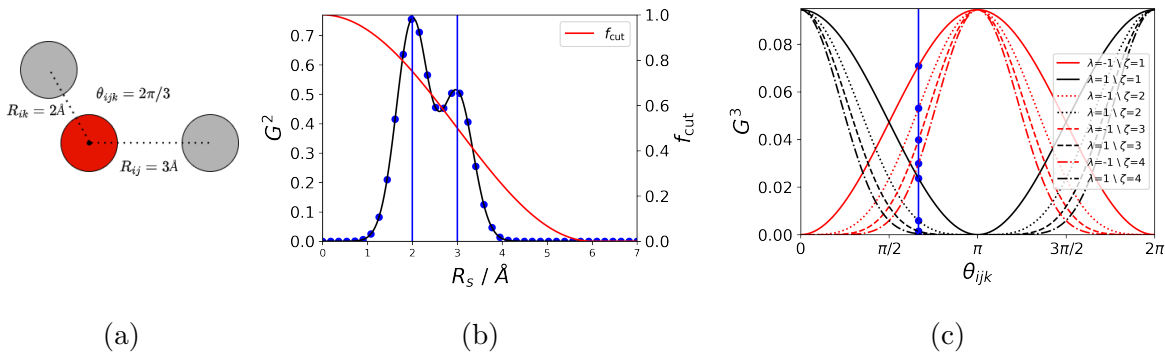 θ_ijk = 2π/3
R_ik = 2Å
R_ij = 3Å
(a)
G²
0.7
0.6
0.5
0.4
0.3
0.2
0.1
0.0
0 1 2 3 4 5 6 7
R_s / Å
f_cut
1.0
0.8
0.6
0.4
0.2
0.0
f_cut
(b)
G³
0.08
0.06
0.04
0.02
0.00
0 π/2 π 3π/2 2π
θ_ijk
λ=-1 \ ζ=1
λ=1 \ ζ=1
λ=-1 \ ζ=2
λ=1 \ ζ=2
λ=-1 \ ζ=3
λ=1 \ ζ=3
λ=-1 \ ζ=4
λ=1 \ ζ=4
(c)